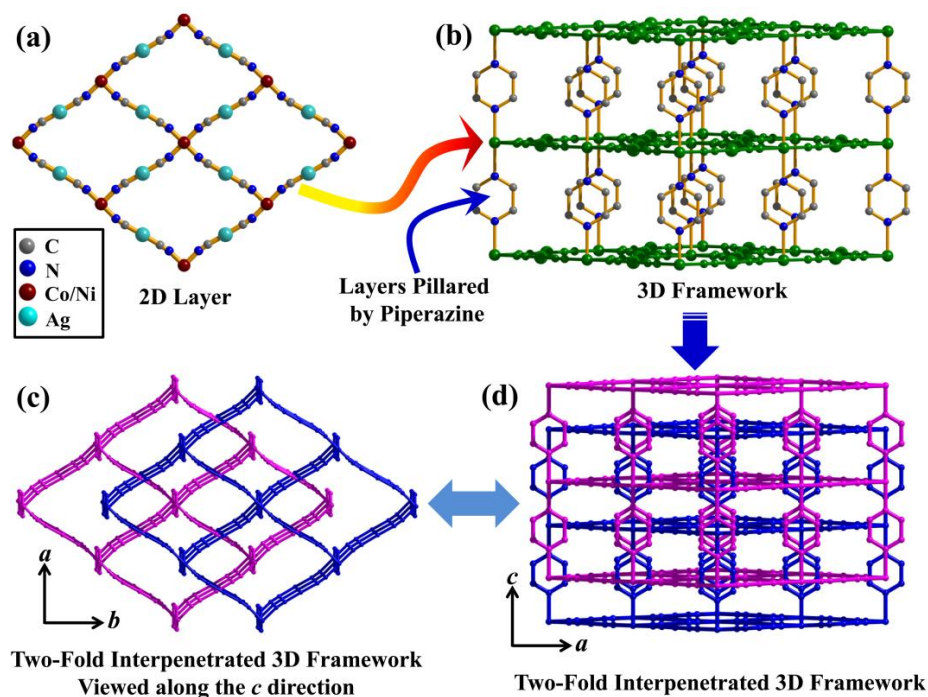 (a)
C
N
Co/Ni
Ag
2D Layer
(b)
Layers Pillared
by Piperazine
3D Framework
(c)
a
b
Two-Fold Interpenetrated 3D Framework
Viewed along the c direction
(d)
c
a
Two-Fold Interpenetrated 3D Framework